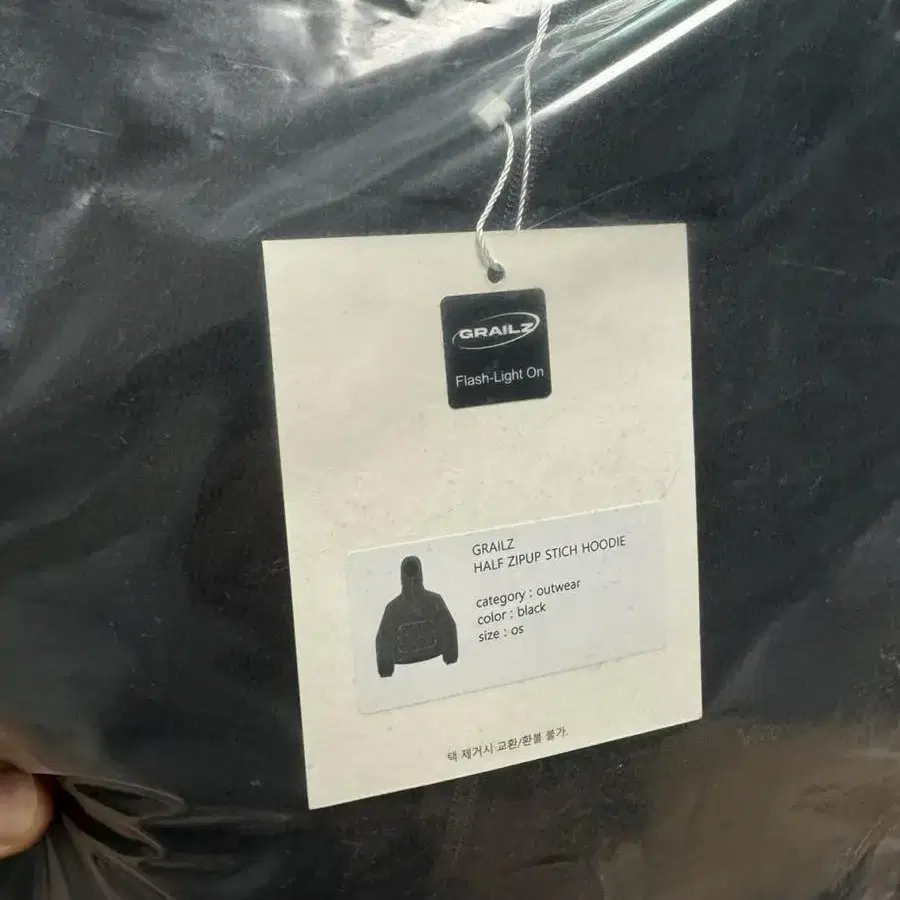 GRAILZ
Flash-Light On
GRAILZ
HALF ZIPUP STICH HOODIE
category : outwear
color : black
size : os
택 제거시 교환/환불 불가.